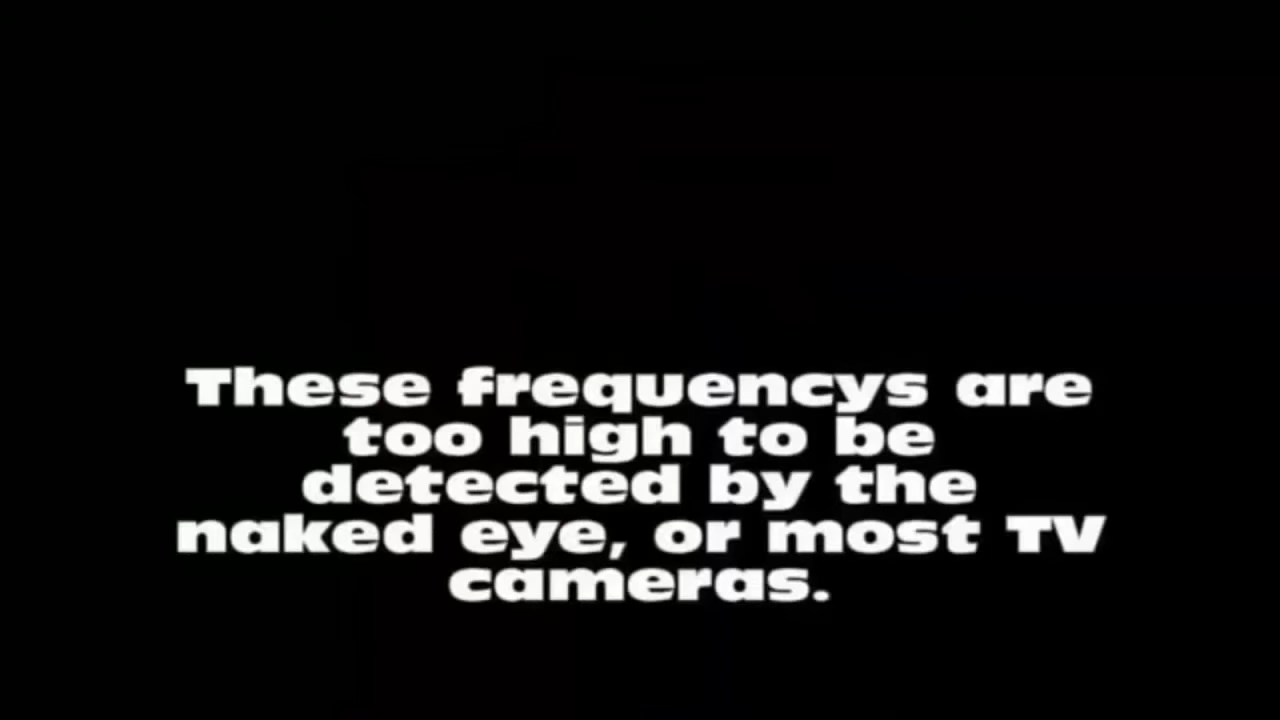 These frequencys are
too high to be
detected by the
naked eye, or most TV
cameras.